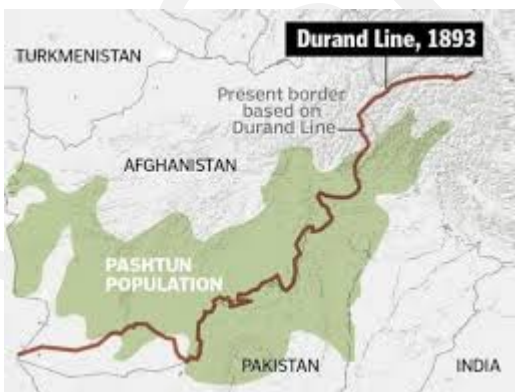 Durand Line, 1893
TURKMENISTAN
Present border
based on
Durand Line
AFGHANISTAN
PASHTUN
POPULATION
PAKISTAN
INDIA